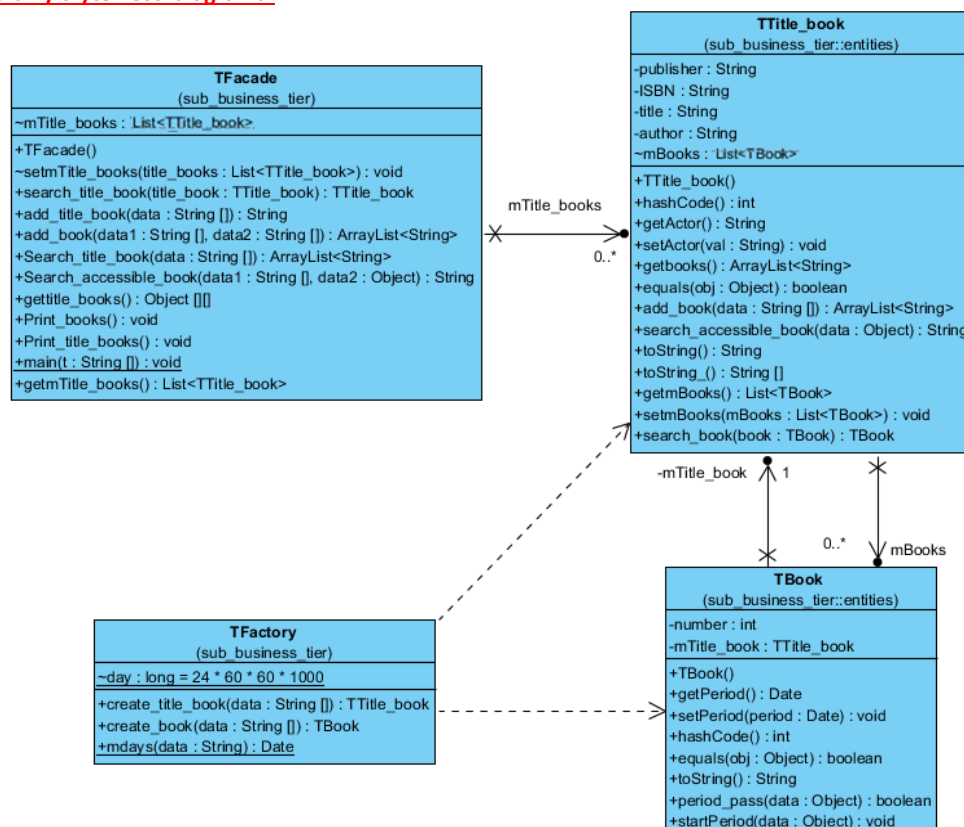 TTitle_book
(sub_business_tier::entities)
-publisher : String
-ISBN : String
-title : String
-author : String
~mBooks : List<TBook>
+TTitle_book()
+hashCode() : int
+getActor() : String
+setActor(val : String) : void
+getbooks() : ArrayList<String>
+equals(obj : Object) : boolean
+add_book(data : String []) : ArrayList<String>
+search_accessible_book(data : Object) : String
+toString() : String
+toString_() : String []
+getmBooks() : List<TBook>
+setmBooks(mBooks : List<TBook>) : void
+search_book(book : TBook) : TBook
TFacade
(sub_business_tier)
~mTitle_books : List<TTitle_book>
+TFacade()
~setmTitle_books(title_books : List<TTitle_book>) : void
+search_title_book(title_book : TTitle_book) : TTitle_book
+add_title_book(data : String []) : String
+add_book(data1 : String [], data2 : String []) : ArrayList<String>
+Search_title_book(data : String []) : ArrayList<String>
+Search_accessible_book(data1 : String [], data2 : Object) : String
+gettitle_books() : Object [][]
+Print_books() : void
+Print_title_books() : void
+main(t : String []) : void
+getmTitle_books() : List<TTitle_book>
mTitle_books
0..*
-mTitle_book
1
0..*
mBooks
TFactory
(sub_business_tier)
~day : long = 24 * 60 * 60 * 1000
+create_title_book(data : String []) : TTitle_book
+create_book(data : String []) : TBook
+mdays(data : String) : Date
TBook
(sub_business_tier::entities)
-number : int
-mTitle_book : TTitle_book
+TBook()
+getPeriod() : Date
+setPeriod(period : Date) : void
+hashCode() : int
+equals(obj : Object) : boolean
+toString() : String
+period_pass(data : Object) : boolean
+startPeriod(data : Object) : void